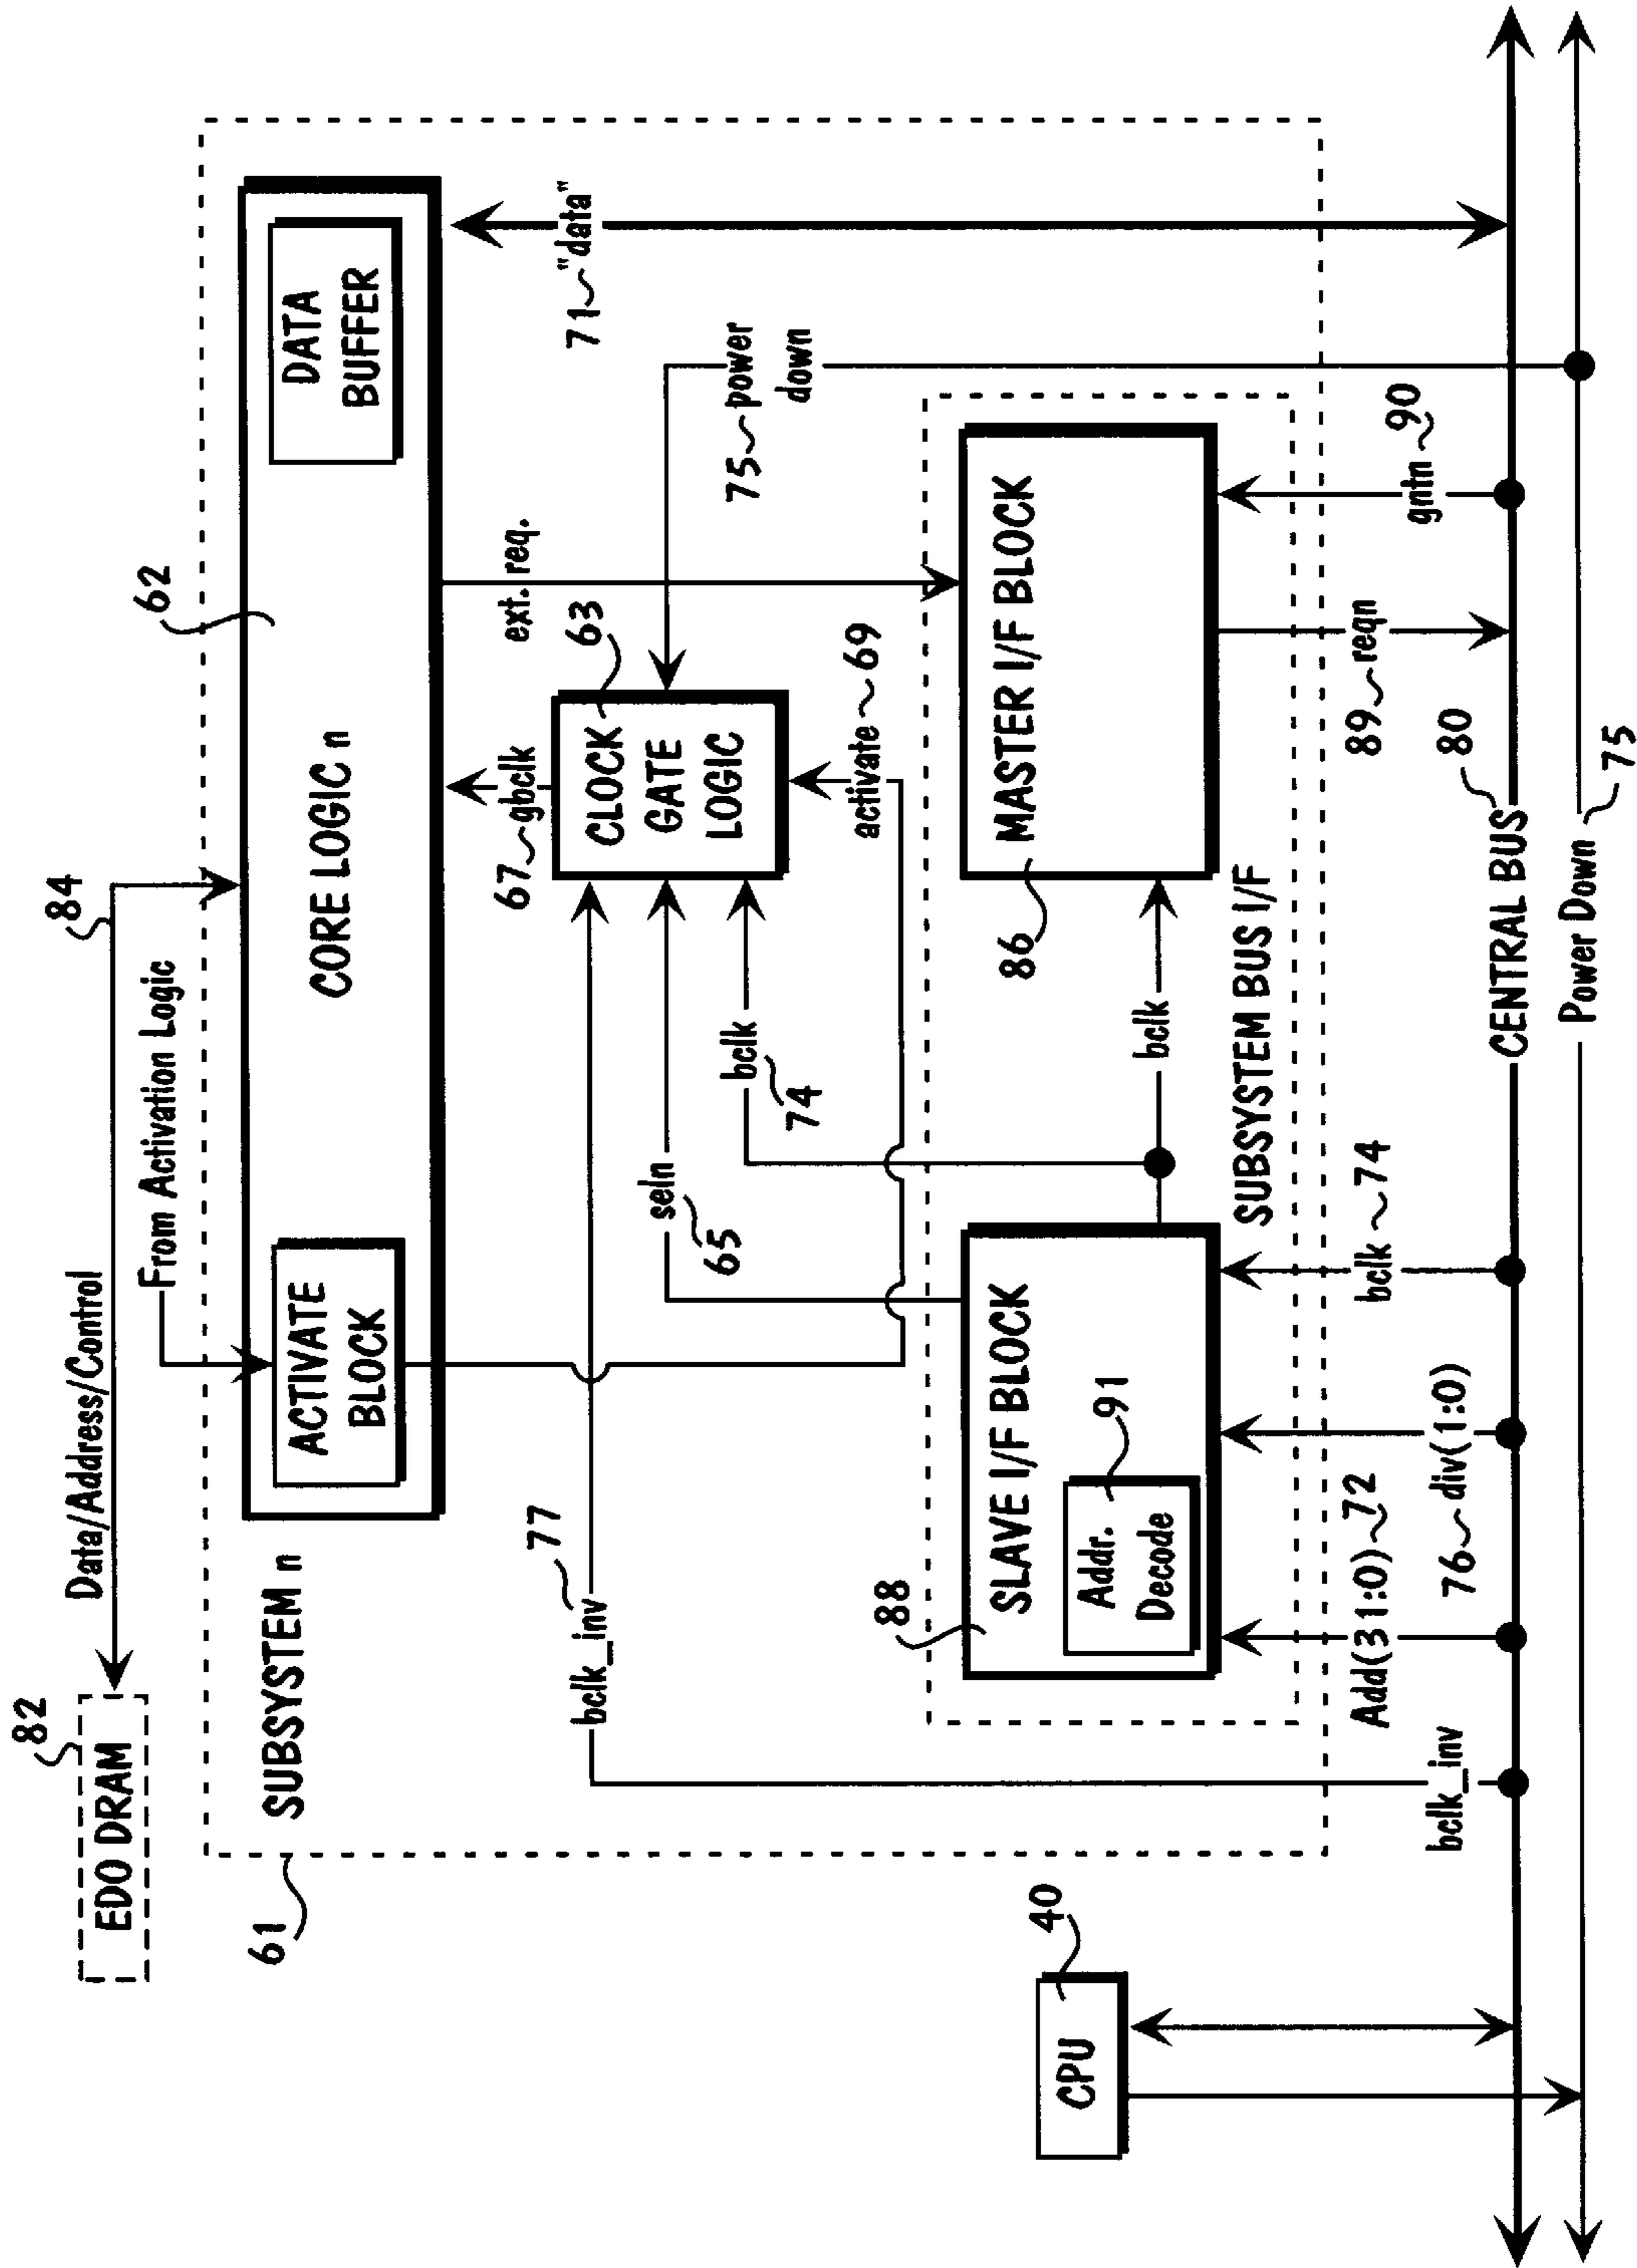 82
EDO DRAM
Data/Address/Control
84
From Activation Logic
61
SUBSYSTEM n
62
ACTIVATE
BLOCK
CORE LOGIC n
DATA
BUFFER
77
bclk_inv
seln
65
bclk
74
67 gbclk
CLOCK
GATE
LOGIC
63
ext. req.
activate 69
75 power
down
71 "data"
40
CPU
88
SLAVE I/F BLOCK
Addr.
Decode
91
bclk
86
MASTER I/F BLOCK
SUBSYSTEM BUS I/F
bclk_inv
Add(31:0) 72
76 div(1:0)
bclk 74
89 reqn
gntn 90
CENTRAL BUS
80
Power Down
75